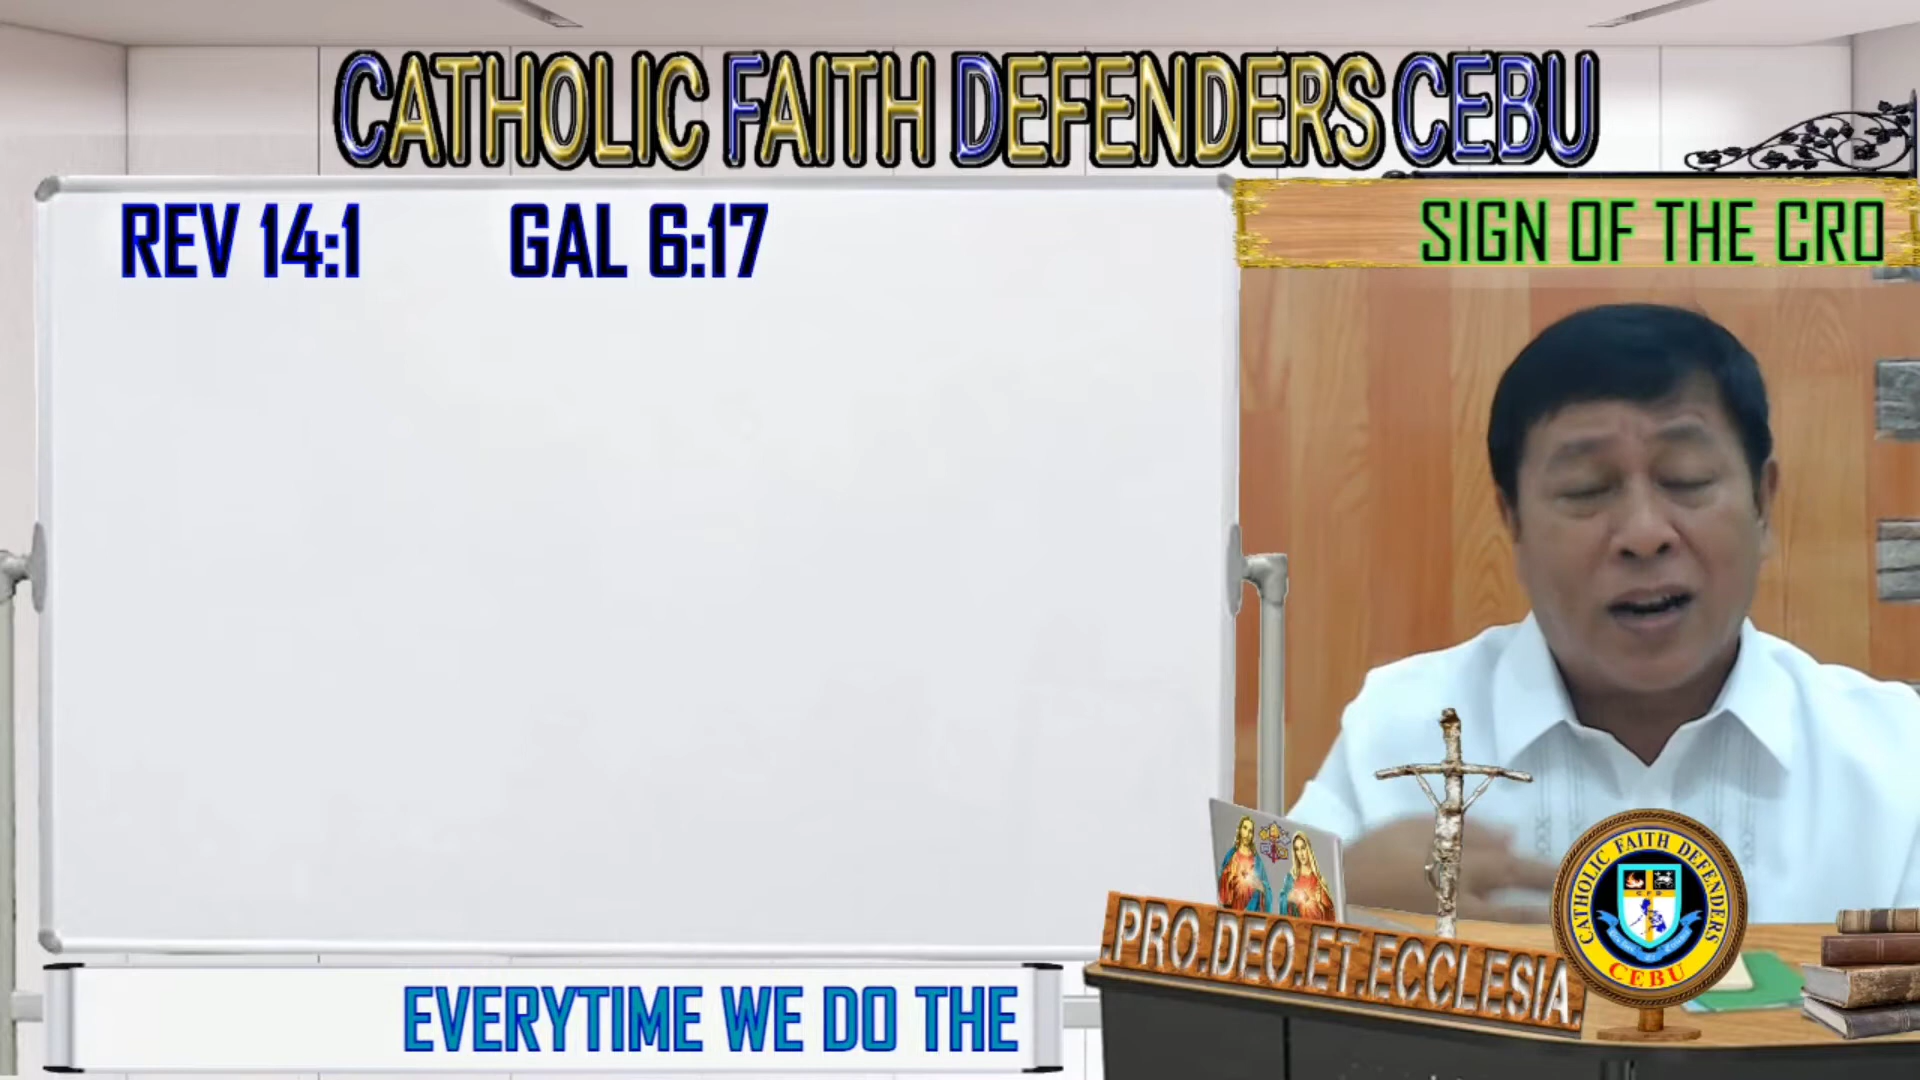 CATHOLIC FAITH DEFENDERS CEBU
REV 14:1 GAL 6:17
SIGN OF THE CRO
.PRO.DEO.ET.ECCLESIA.
CATHOLIC FAITH DEFENDERS
CFD
CEBU
EVERYTIME WE DO THE